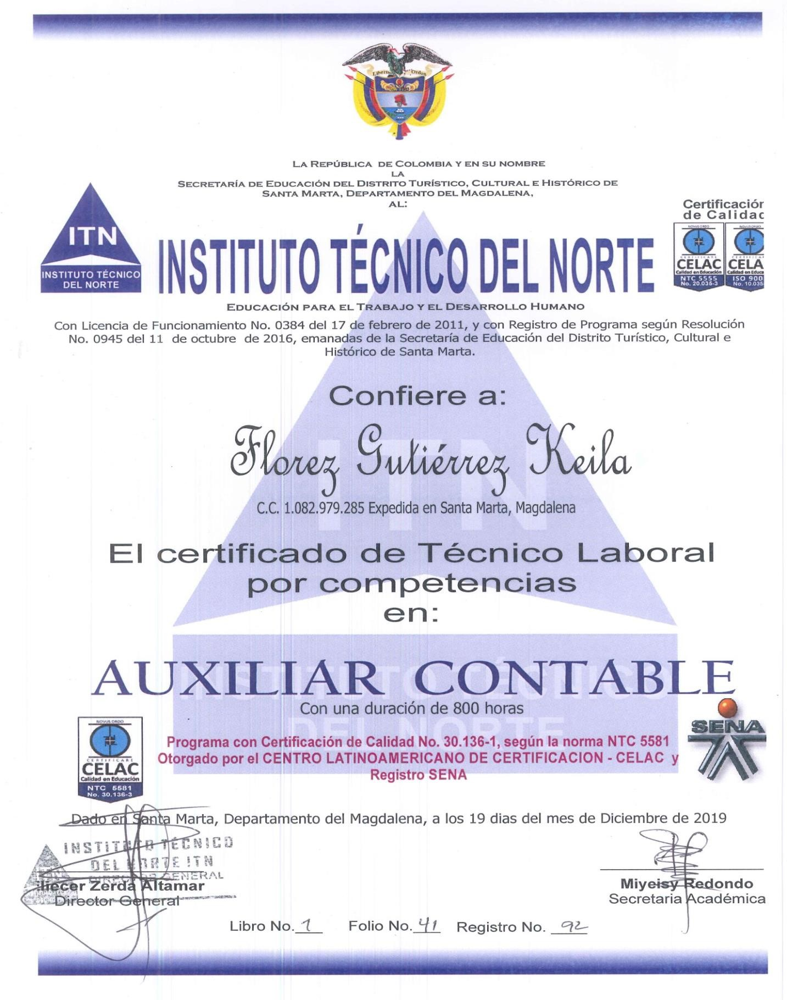 Libertad y Orden
LA REPÚBLICA DE COLOMBIA Y EN SU NOMBRE
LA
SECRETARÍA DE EDUCACIÓN DEL DISTRITO TURÍSTICO, CULTURAL E HISTÓRICO DE
SANTA MARTA, DEPARTAMENTO DEL MAGDALENA,
AL:
ITN
INSTITUTO TÉCNICO
DEL NORTE
Certificación
de Calidad
NOVUS ORDO
CERTIFICARE
CELAC
Calidad en Educación
NTC 5555
No. 20.035-3
NOVUS ORDO
CERTIFICA
CELA
Calidad en Educa
ISO 900
No. 10.035
INSTITUTO TÉCNICO DEL NORTE
EDUCACIÓN PARA EL TRABAJO Y EL DESARROLLO HUMANO
Con Licencia de Funcionamiento No. 0384 del 17 de febrero de 2011, y con Registro de Programa según Resolución
No. 0945 del 11 de octubre de 2016, emanadas de la Secretaría de Educación del Distrito Turístico, Cultural e
Histórico de Santa Marta.
Confiere a:
Florez Gutiérrez Keila
C.C. 1.082.979.285 Expedida en Santa Marta, Magdalena
ITN
El certificado de Técnico Laboral
por competencias
en:
AUXILIAR CONTABLE
INSTITUTO TÉCNICO
DEL NORTE
Con una duración de 800 horas
NOVUS ORDO
CERTIFICARE
CELAC
Calidad en Educación
NTC 5581
No. 30.136-3
Programa con Certificación de Calidad No. 30.136-1, según la norma NTC 5581
Otorgado por el CENTRO LATINOAMERICANO DE CERTIFICACION - CELAC y
Registro SENA
SENA
Dado en Santa Marta, Departamento del Magdalena, a los 19 dias del mes de Diciembre de 2019
INSTITUTO TÉCNICO
DEL NORTE ITN
DIRECTOR GENERAL
iliecer Zerda Altamar
Director General
Miyeisy Redondo
Secretaria Académica
Libro No. 1 Folio No. 41 Registro No. 92